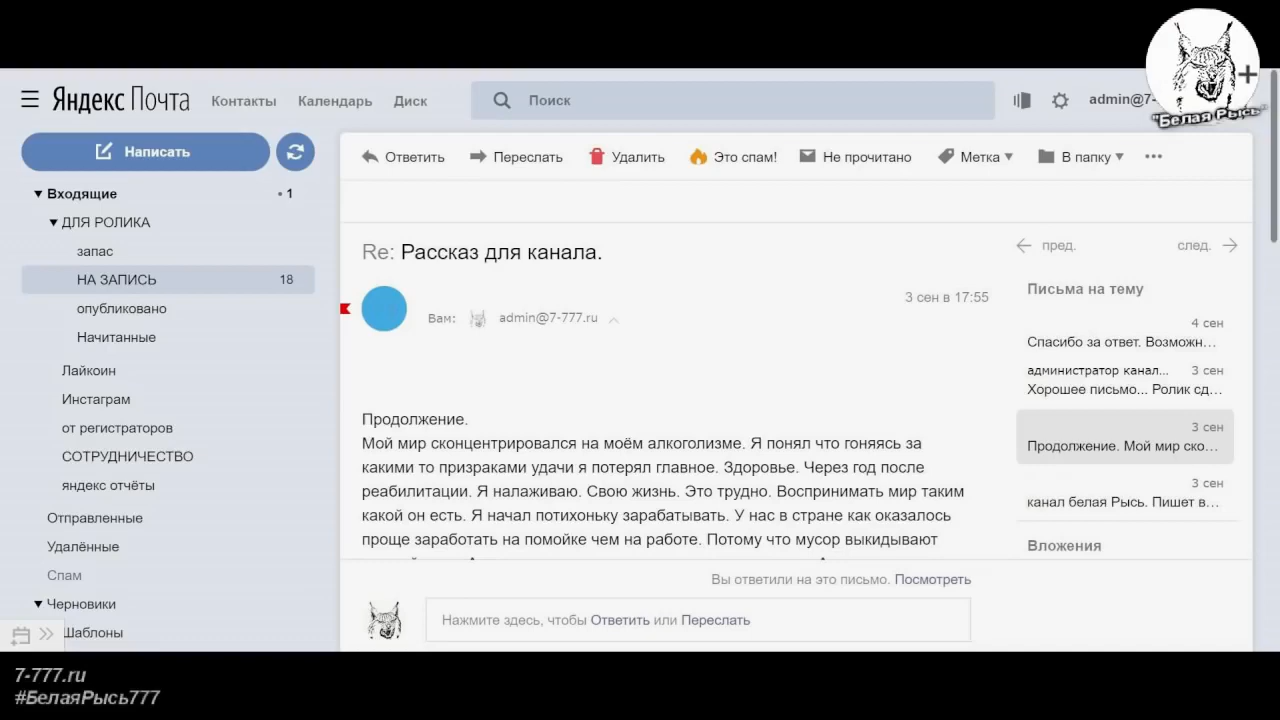 Яндекс Почта
Контакты
Календарь
Диск
Поиск
admin@7-
"Белая Рысь"
Написать
Ответить
Переслать
Удалить
Это спам!
Не прочитано
Метка
В папку
Входящие
• 1
ДЛЯ РОЛИКА
запас
НА ЗАПИСЬ
18
опубликовано
Начитанные
Лайкоин
Инстаграм
от регистраторов
СОТРУДНИЧЕСТВО
яндекс отчёты
Отправленные
Удалённые
Спам
Черновики
Шаблоны
Re: Рассказ для канала.
3 сен в 17:55
Вам: admin@7-777.ru
Продолжение.
Мой мир сконцентрировался на моём алкоголизме. Я понял что гоняясь за
какими то призраками удачи я потерял главное. Здоровье. Через год после
реабилитации. Я налаживаю. Свою жизнь. Это трудно. Воспринимать мир таким
какой он есть. Я начал потихоньку зарабатывать. У нас в стране как оказалось
проще заработать на помойке чем на работе. Потому что мусор выкидывают
Вы ответили на это письмо. Посмотреть
Нажмите здесь, чтобы Ответить или Переслать
пред.
след.
Письма на тему
4 сен
Спасибо за ответ. Возможн...
администратор канал...
3 сен
Хорошее письмо... Ролик сд...
3 сен
Продолжение. Мой мир ско...
3 сен
канал белая Рысь. Пишет в...
Вложения
7-777.ru
#БелаяРысь777